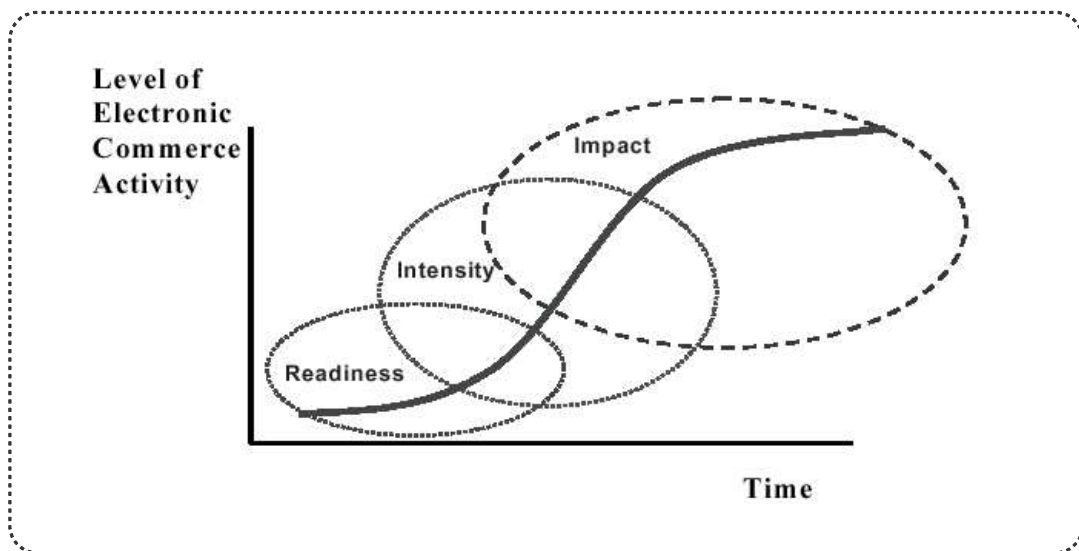 Level of
Electronic
Commerce
Activity
Impact
Intensity
Readiness
Time